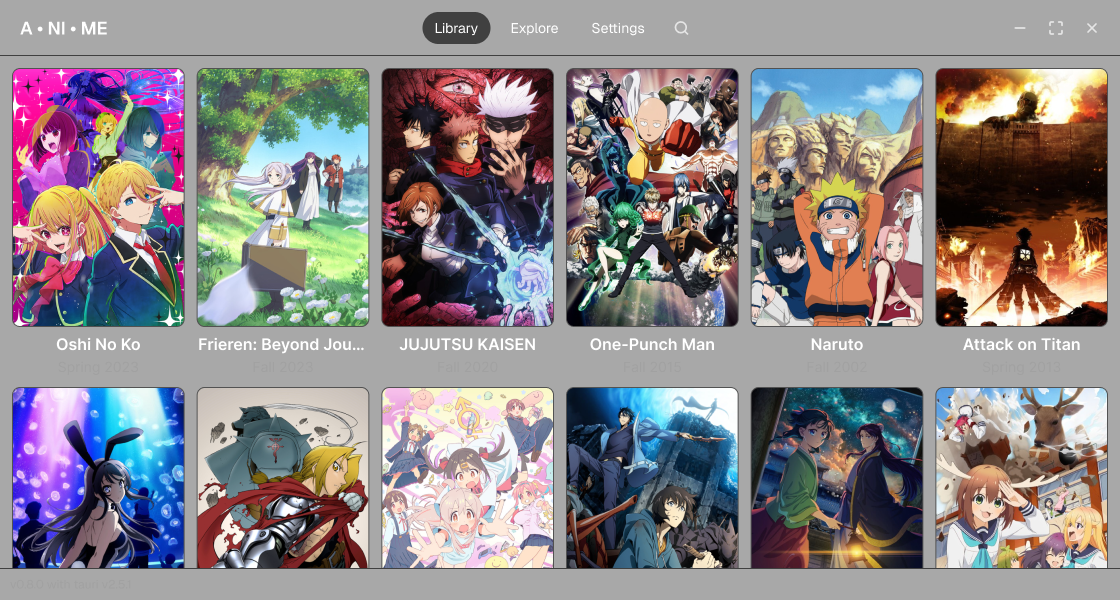 A • NI • ME
Library
Explore
Settings
Oshi No Ko
Frieren: Beyond Jou...
JUJUTSU KAISEN
One-Punch Man
Naruto
Attack on Titan
Spring 2023
Fall 2023
Fall 2020
Fall 2015
Fall 2002
Spring 2013